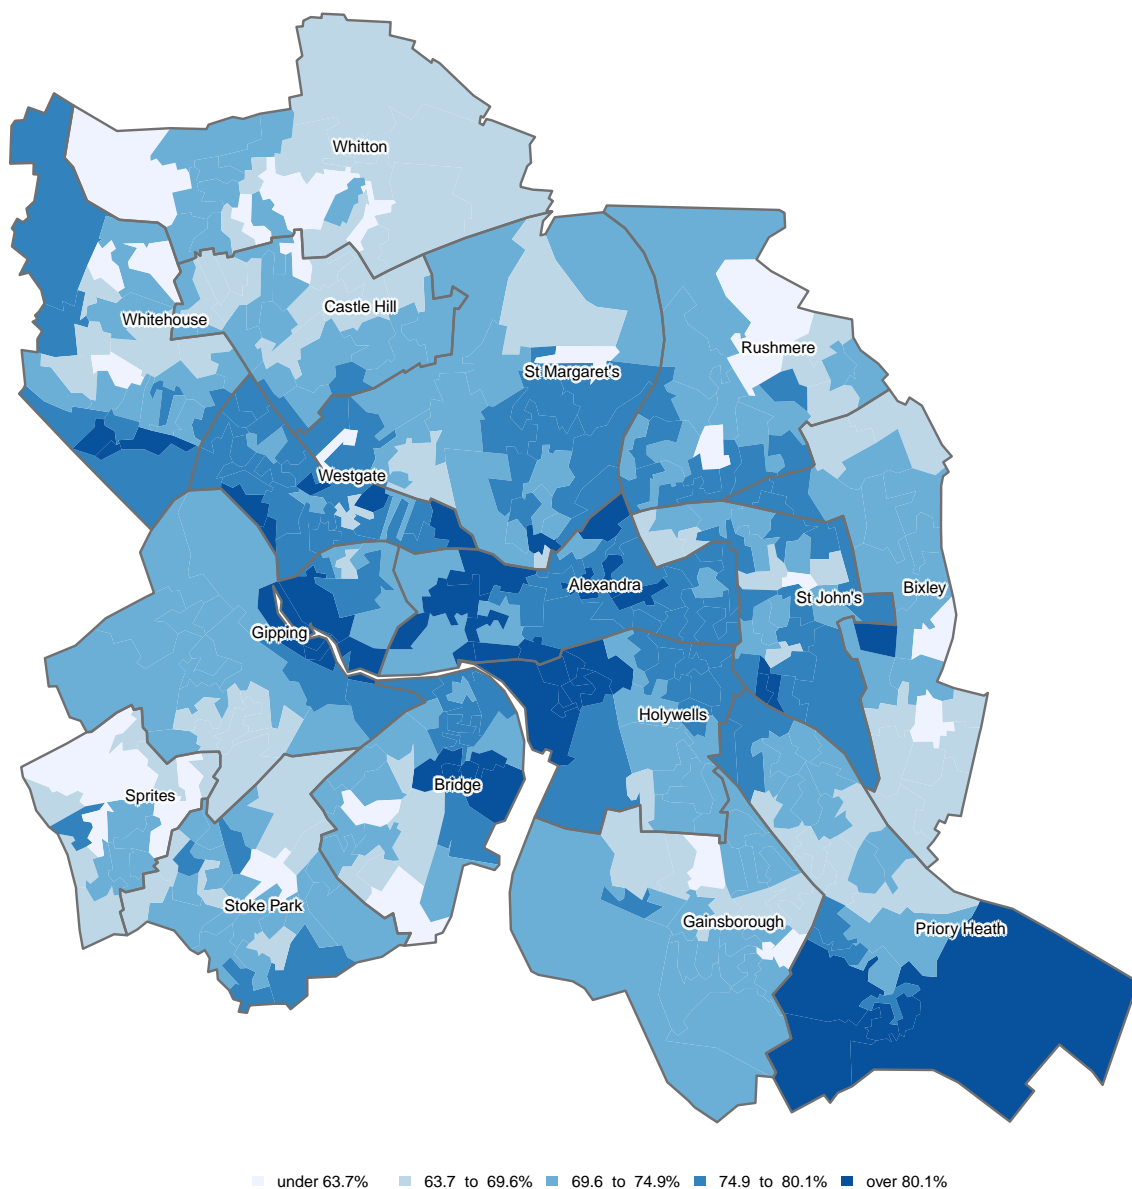 Whitton
Castle Hill
Whitehouse
Rushmere
St Margaret's
Westgate
Alexandra
Bixley
St John's
Gipping
Holywells
Bridge
Sprites
Stoke Park
Gainsborough
Priory Heath
under 63.7% 63.7 to 69.6% 69.6 to 74.9% 74.9 to 80.1% over 80.1%